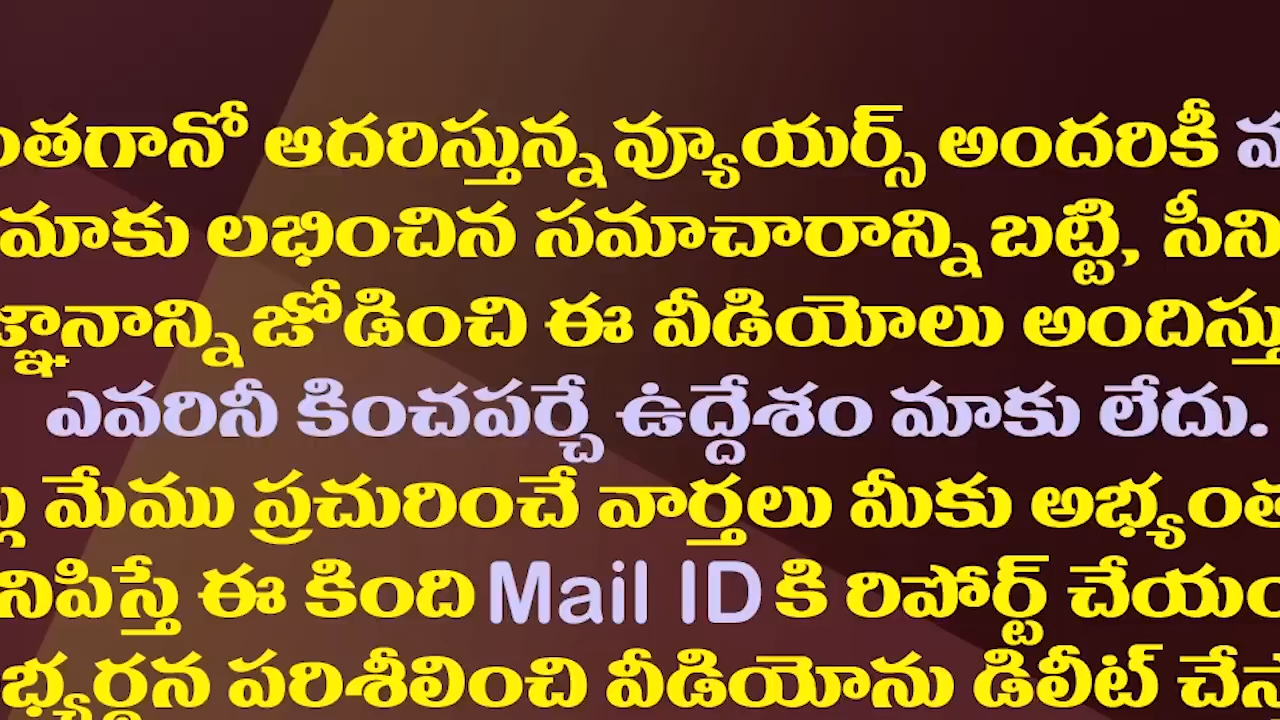 ంతగానో ఆదరిస్తున్న వ్యూయర్స్ అందరికీ
మాకు లభించిన సమాచారాన్ని బట్టి, సీని
జ్ఞానాన్ని జోడించి ఈ వీడియోలు అందిస్తు
ఎవరినీ కించపర్చే ఉద్దేశం మాకు లేదు.
మేము ప్రచురించే వార్తలు మీకు అభ్యంత
నిపిస్తే ఈ కింది Mail ID కి రిపోర్ట్ చేయం
భ్యర్ధన పరిశీలించి వీడియోను డిలీట్ చేస